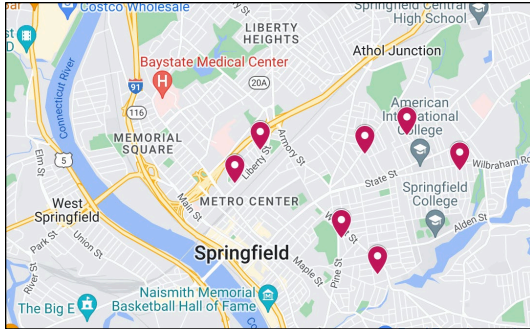 Costco Wholesale
Springfield Central
High School
LIBERTY
HEIGHTS
Athol Junction
Baystate Medical Center
H
20A
91
116
Connecticut River
American
International
College
MEMORIAL
SQUARE
Armory St
Liberty St
5
Elm St
Wilbraham Rd
State St
Springfield
College
West
Springfield
Main St
METRO CENTER
Alden St
Park St
Union St
Springfield
Maple St
Pine St
River St
The Big E
Naismith Memorial
Basketball Hall of Fame